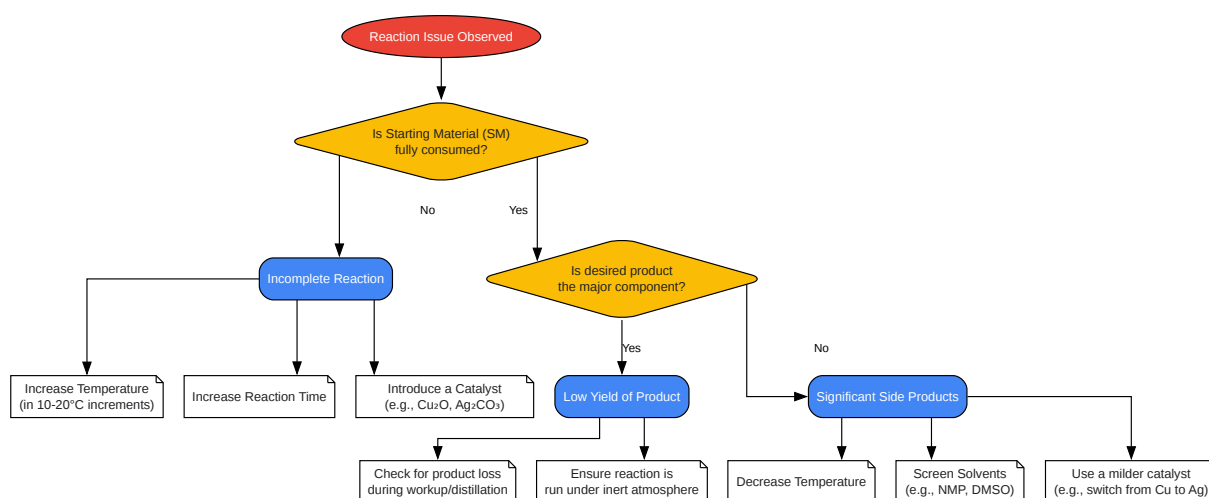 Reaction Issue Observed
Is Starting Material (SM)
fully consumed?
No
Yes
Incomplete Reaction
Is desired product
the major component?
Yes
No
Increase Temperature
(in 10-20°C increments)
Increase Reaction Time
Introduce a Catalyst
(e.g., Cu₂O, Ag₂CO₃)
Low Yield of Product
Significant Side Products
Check for product loss
during workup/distillation
Ensure reaction is
run under inert atmosphere
Decrease Temperature
Screen Solvents
(e.g., NMP, DMSO)
Use a milder catalyst
(e.g., switch from Cu to Ag)